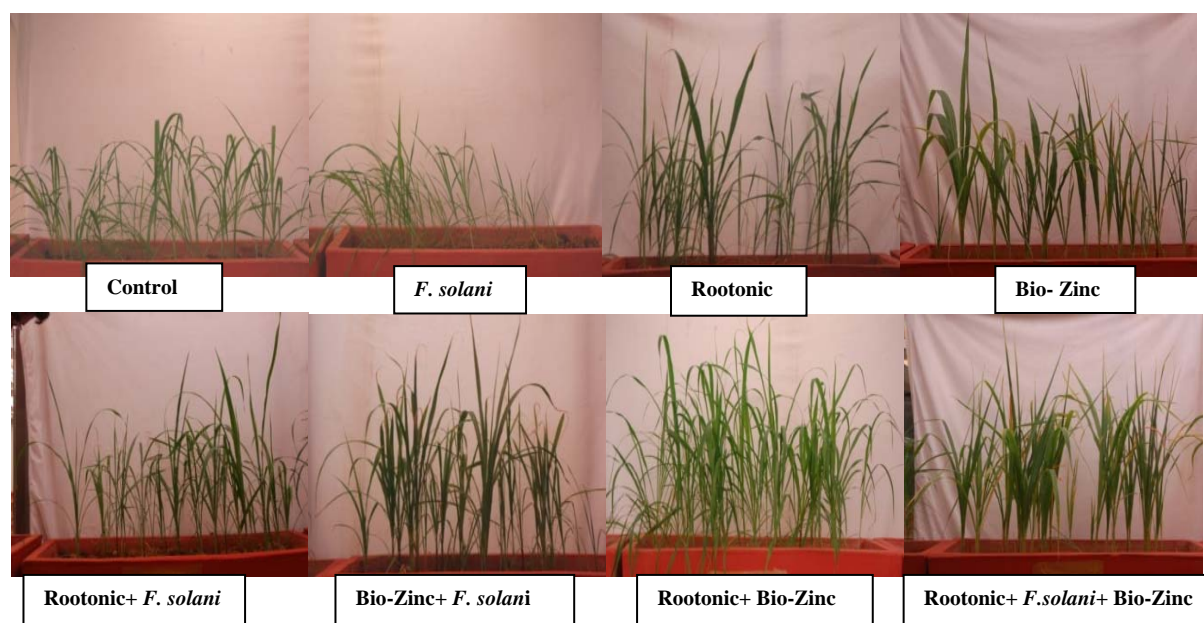 Control
F. solani
Rootonic
Bio- Zinc
Rootonic+ F. solani
Bio-Zinc+ F. solani
Rootonic+ Bio-Zinc
Rootonic+ F.solani+ Bio-Zinc